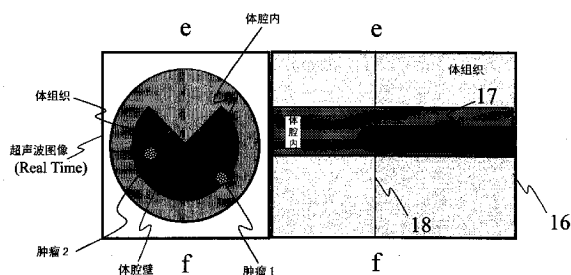 e
e
体腔内
体组织
体组织
17
超声波图像
(Real Time)
体腔内
18
16
肿瘤2
体腔壁
f
肿瘤1
f